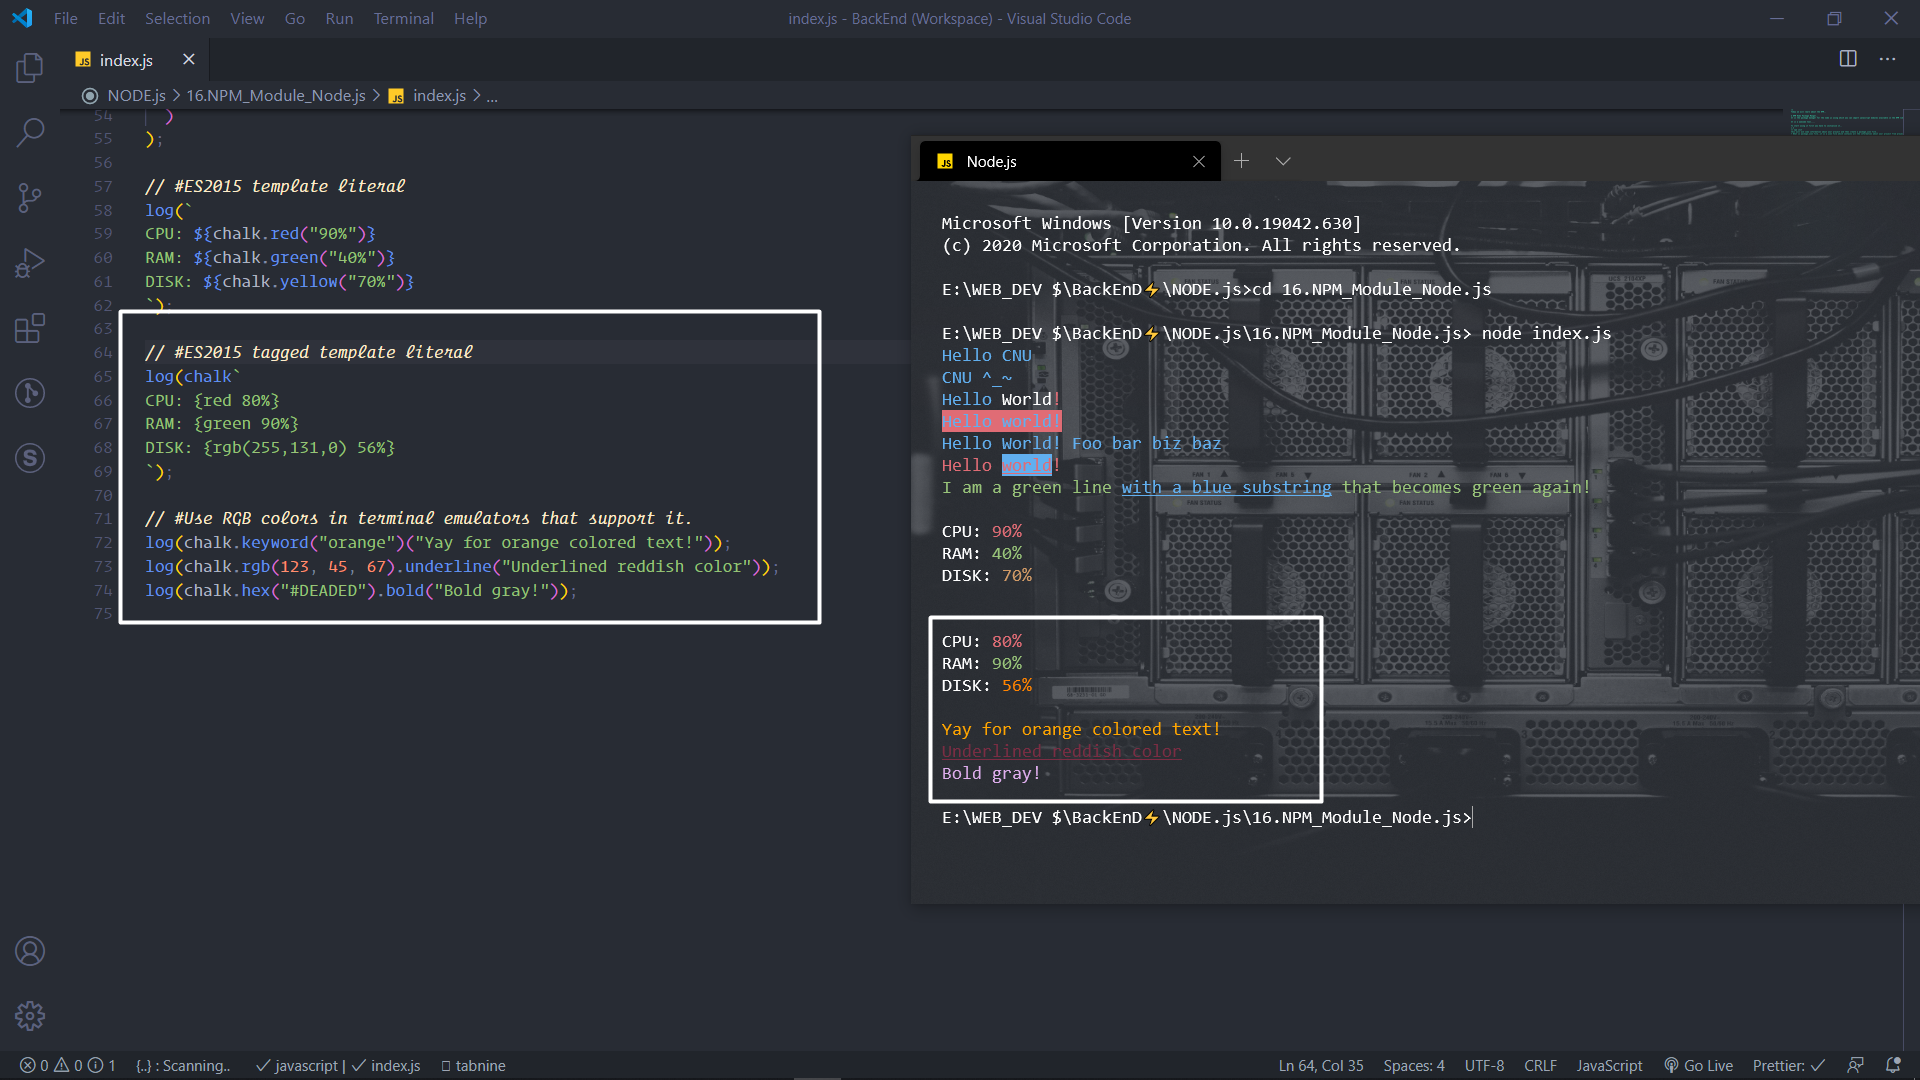 File Edit Selection View Go Run Terminal Help
index.js - BackEnd (Workspace) - Visual Studio Code
JS index.js
NODE.js > 16.NPM_Module_Node.js > JS index.js > ...
54 )
55 );
56
57 // #ES2015 template literal
58 log(`
59 CPU: ${chalk.red("90%")}
60 RAM: ${chalk.green("40%")}
61 DISK: ${chalk.yellow("70%")}
62 `);
63
64 // #ES2015 tagged template literal
65 log(chalk`
66 CPU: {red 80%}
67 RAM: {green 90%}
68 DISK: {rgb(255,131,0) 56%}
69 `);
70
71 // #Use RGB colors in terminal emulators that support it.
72 log(chalk.keyword("orange")("Yay for orange colored text!"));
73 log(chalk.rgb(123, 45, 67).underline("Underlined reddish color"));
74 log(chalk.hex("#DEADED").bold("Bold gray!"));
75
JS Node.js
Microsoft Windows [Version 10.0.19042.630]
(c) 2020 Microsoft Corporation. All rights reserved.
E:\WEB_DEV $\BackEnD⚡\NODE.js>cd 16.NPM_Module_Node.js
E:\WEB_DEV $\BackEnD⚡\NODE.js\16.NPM_Module_Node.js> node index.js
Hello CNU
CNU ^_~
Hello World!
Hello world!
Hello World! Foo bar biz baz
Hello world!
I am a green line with a blue substring that becomes green again!
CPU: 90%
RAM: 40%
DISK: 70%
CPU: 80%
RAM: 90%
DISK: 56%
Yay for orange colored text!
Underlined reddish color
Bold gray!
E:\WEB_DEV $\BackEnD⚡\NODE.js\16.NPM_Module_Node.js>
0 0 1 {..} : Scanning.. javascript | index.js tabnine
Ln 64, Col 35 Spaces: 4 UTF-8 CRLF JavaScript Go Live Prettier: